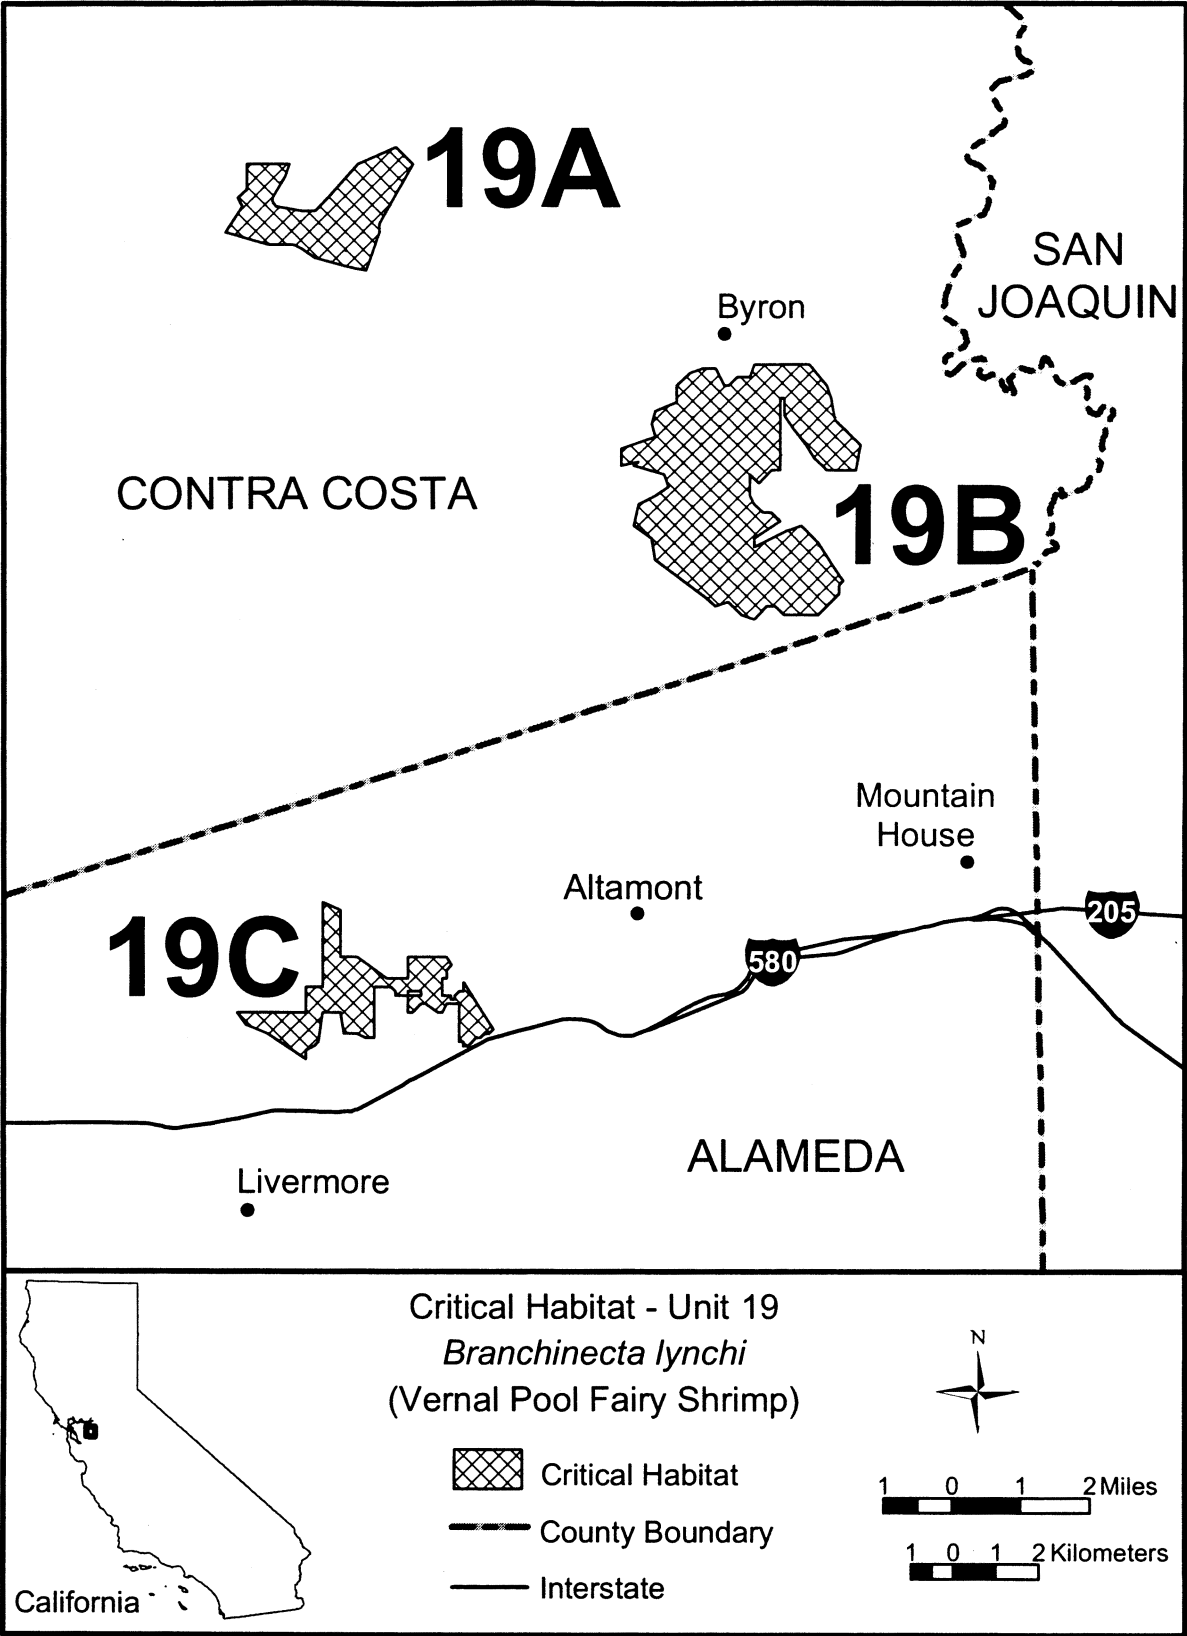 19A
SAN
JOAQUIN
Byron
CONTRA COSTA
19B
Mountain
House
Altamont
205
19C
580
ALAMEDA
Livermore
Critical Habitat - Unit 19
Branchinecta lynchi
(Vernal Pool Fairy Shrimp)
N
Critical Habitat
1 0 1 2 Miles
County Boundary
1 0 1 2 Kilometers
Interstate
California